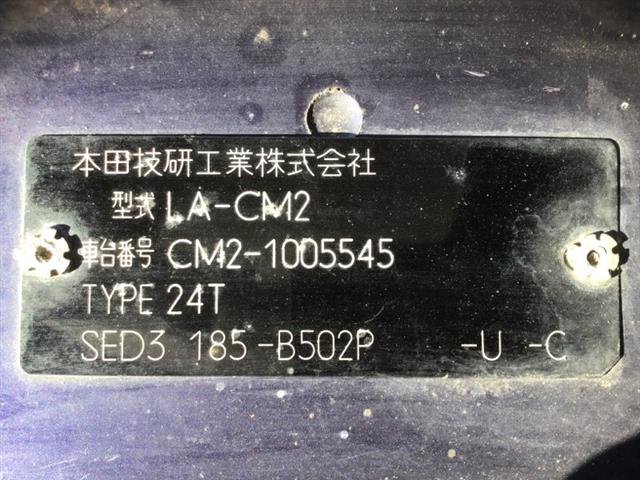 本田技研工業株式会社
型式 LA-CM2
車台番号 CM2-1005545
TYPE 24T
SED3 185-B502P -U -C